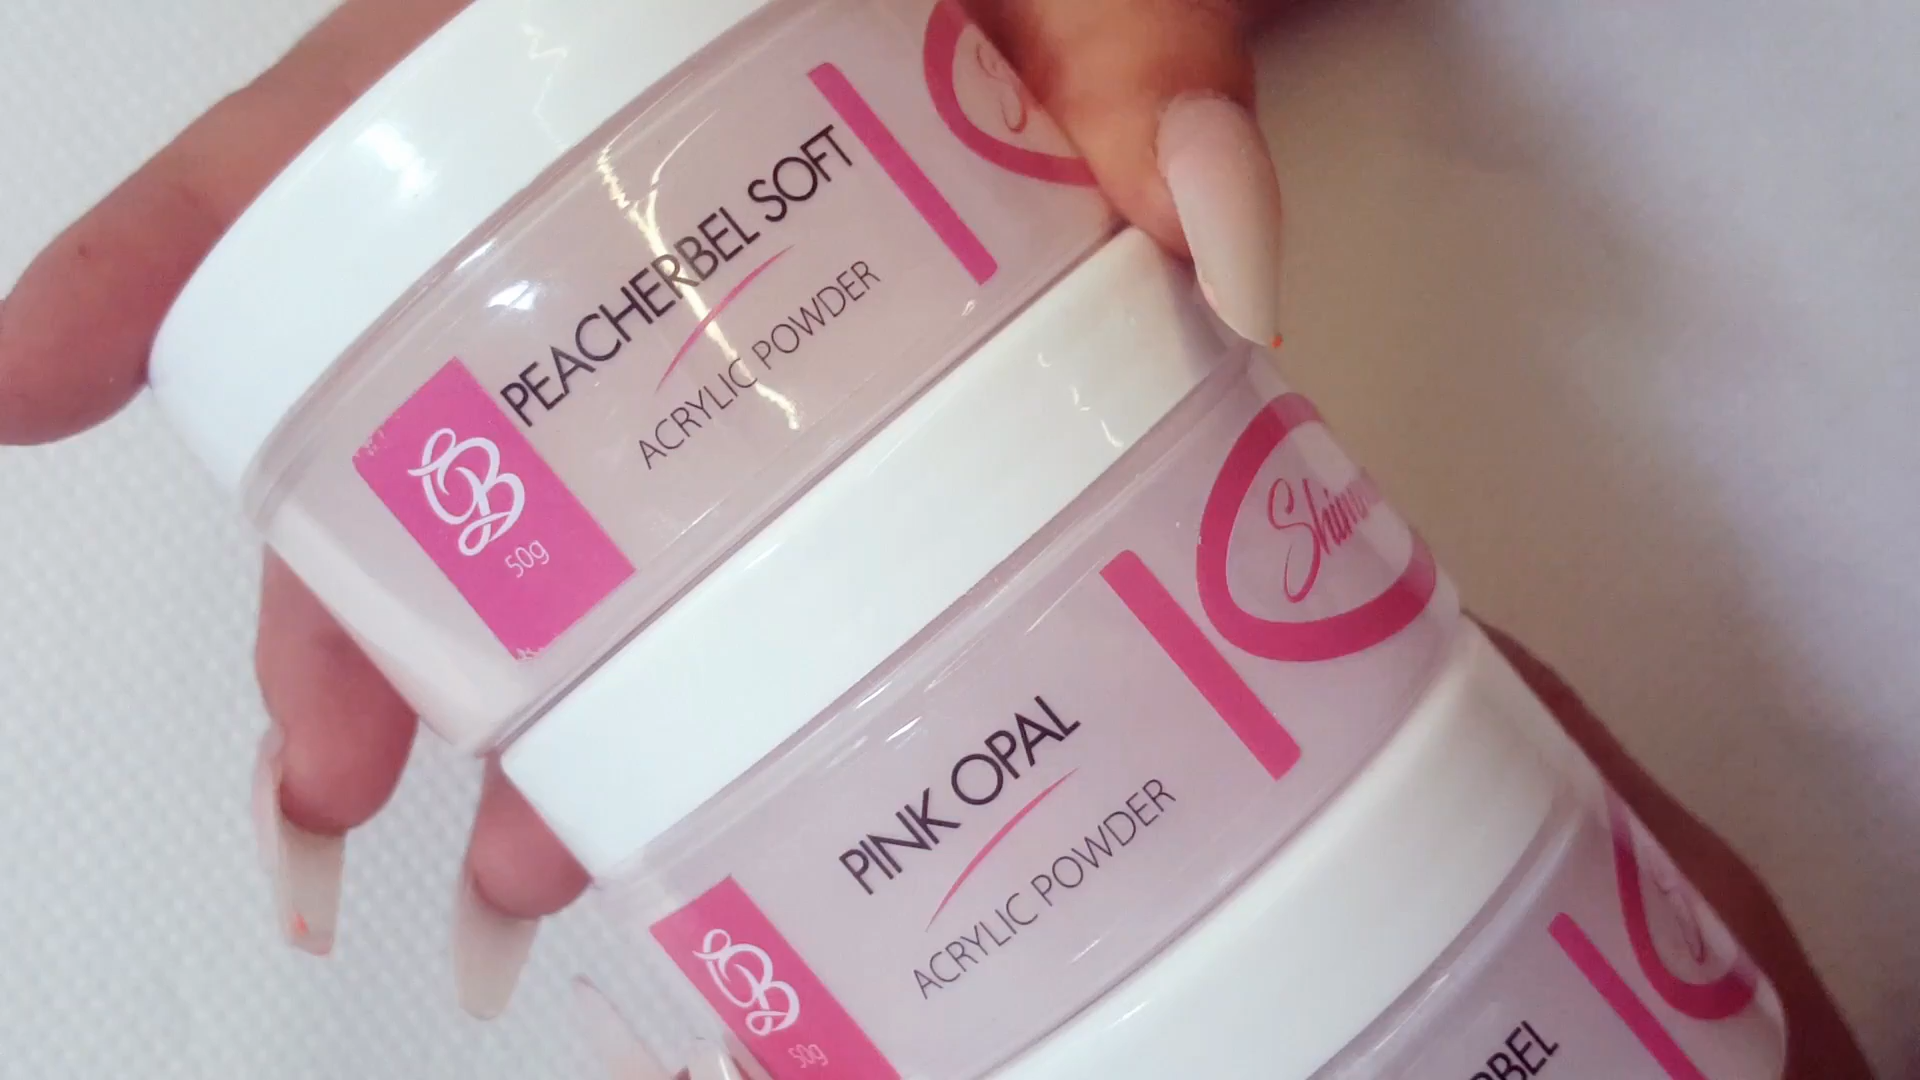 PEACHERBEL SOFT
ACRYLIC POWDER
B
50g
PINK OPAL
ACRYLIC POWDER
B
50g